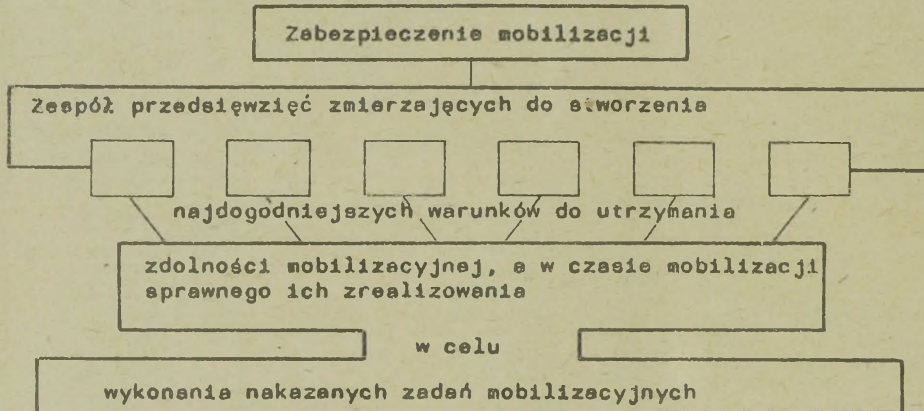 Zabezpieczenie mobilizacji
Zespół przedsięwzięć zmierzających do stworzenia
najdogodniejszych warunków do utrzymania
zdolności mobilizacyjnej, a w czasie mobilizacji
sprawnego ich zrealizowania
w celu
wykonania nakazanych zadań mobilizacyjnych